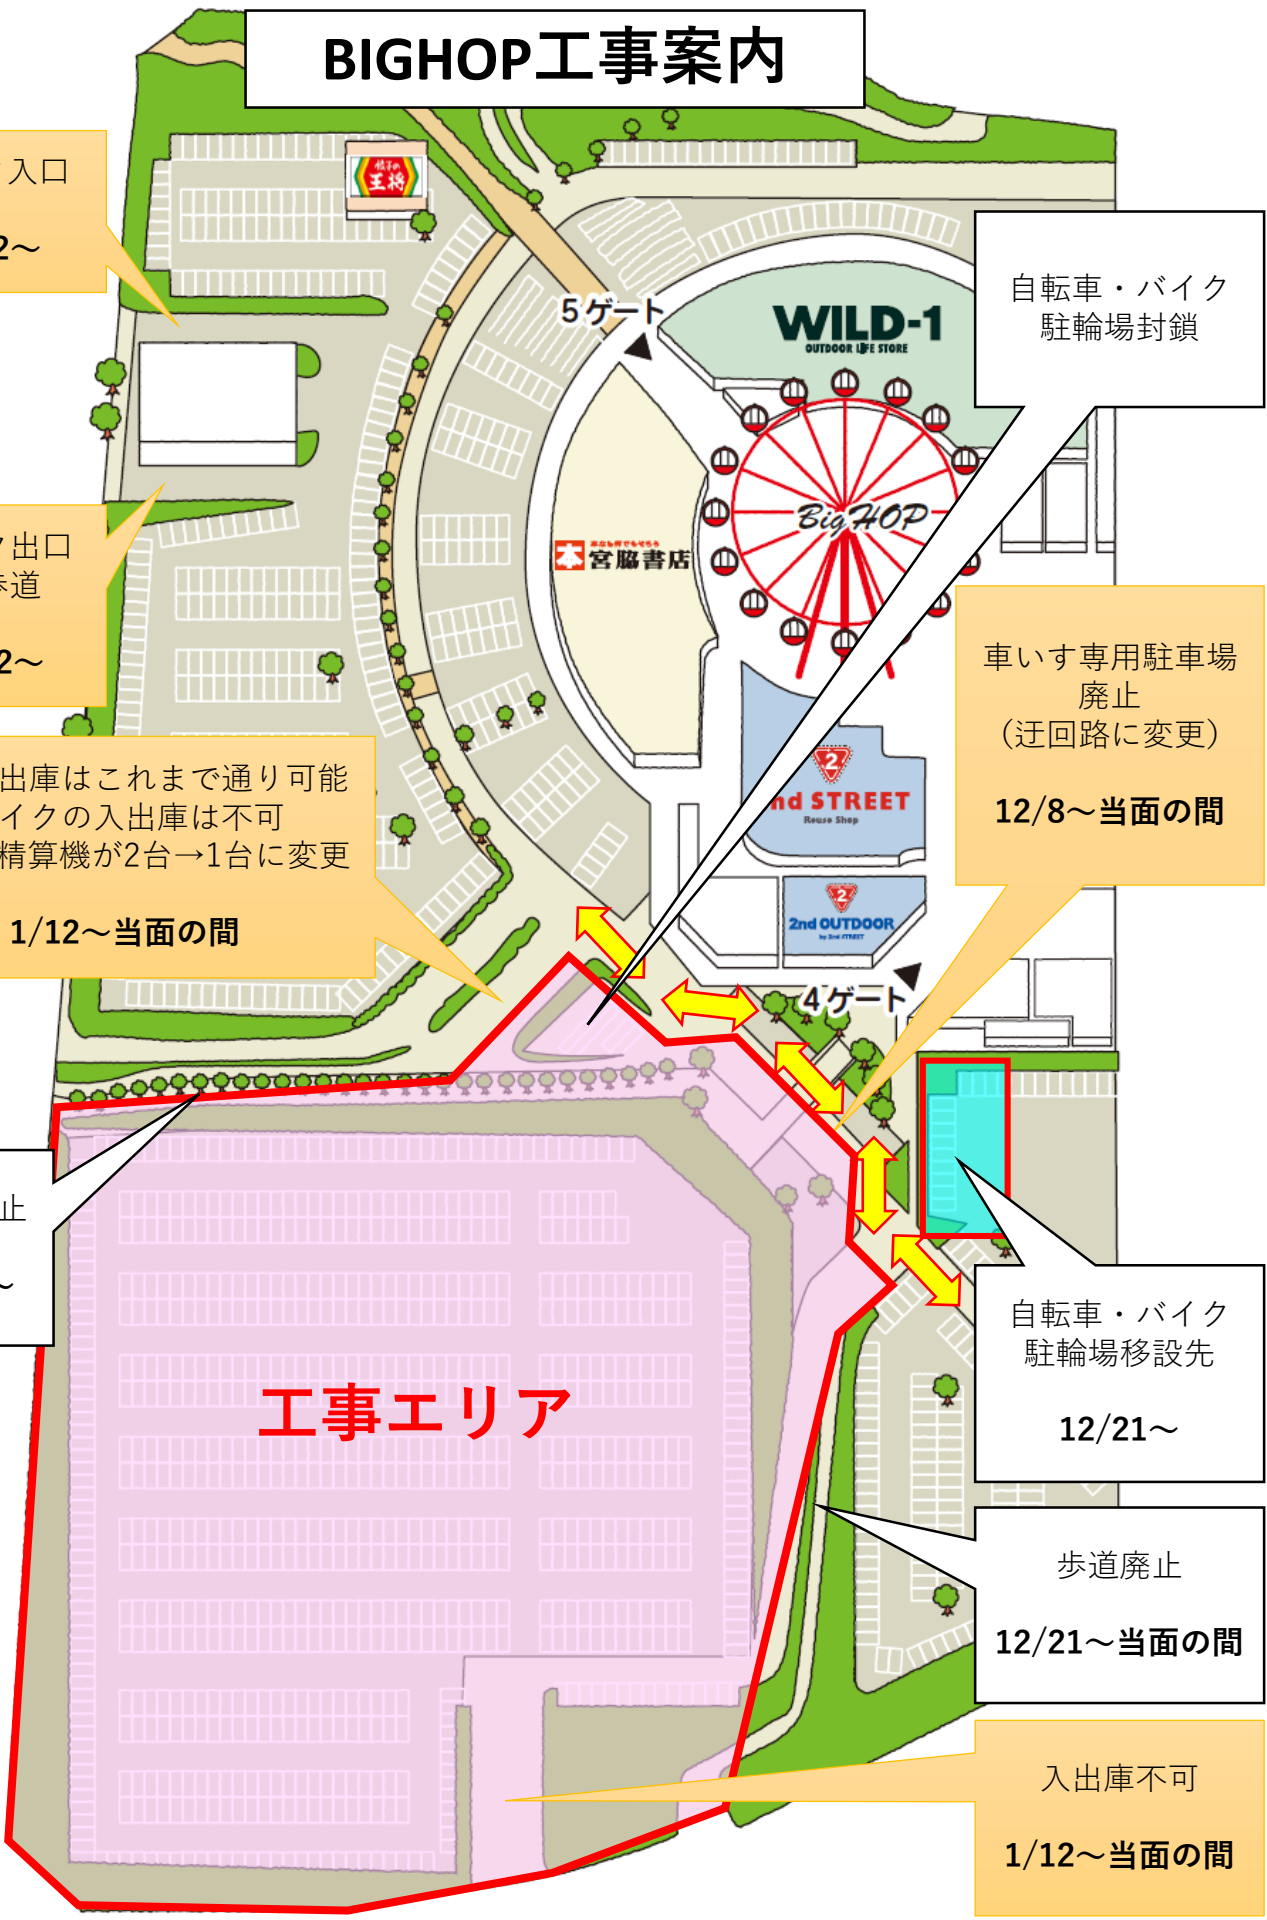 BIGHOP工事案内
入口
2～
餃子の
王将
自転車・バイク
駐輪場封鎖
5ゲート
WILD-1
OUTDOOR LIFE STORE
BigHOP
本
宮脇書店
出口
歩道
2～
車いす専用駐車場
廃止
（迂回路に変更）
12/8～当面の間
出庫はこれまで通り可能
イクの入出庫は不可
精算機が2台→1台に変更
1/12～当面の間
2
nd STREET
Reuse Shop
2
2nd OUTDOOR
by 2nd STREET
4ゲート
止
～
自転車・バイク
駐輪場移設先
12/21～
工事エリア
歩道廃止
12/21～当面の間
入出庫不可
1/12～当面の間